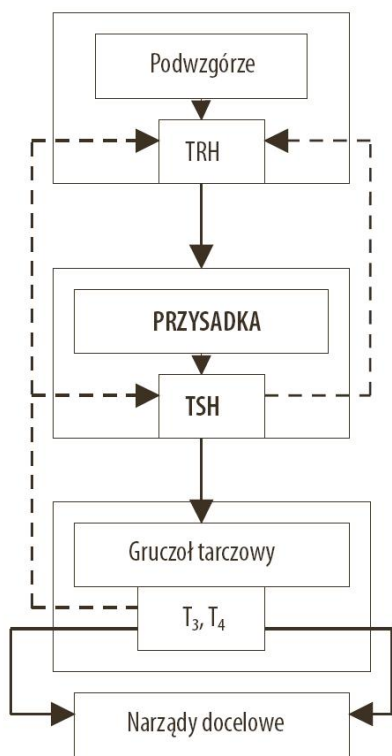 Podwzgórze
TRH
PRZYSADKA
TSH
Gruczoł tarczowy
T₃, T₄
Narządy docelowe